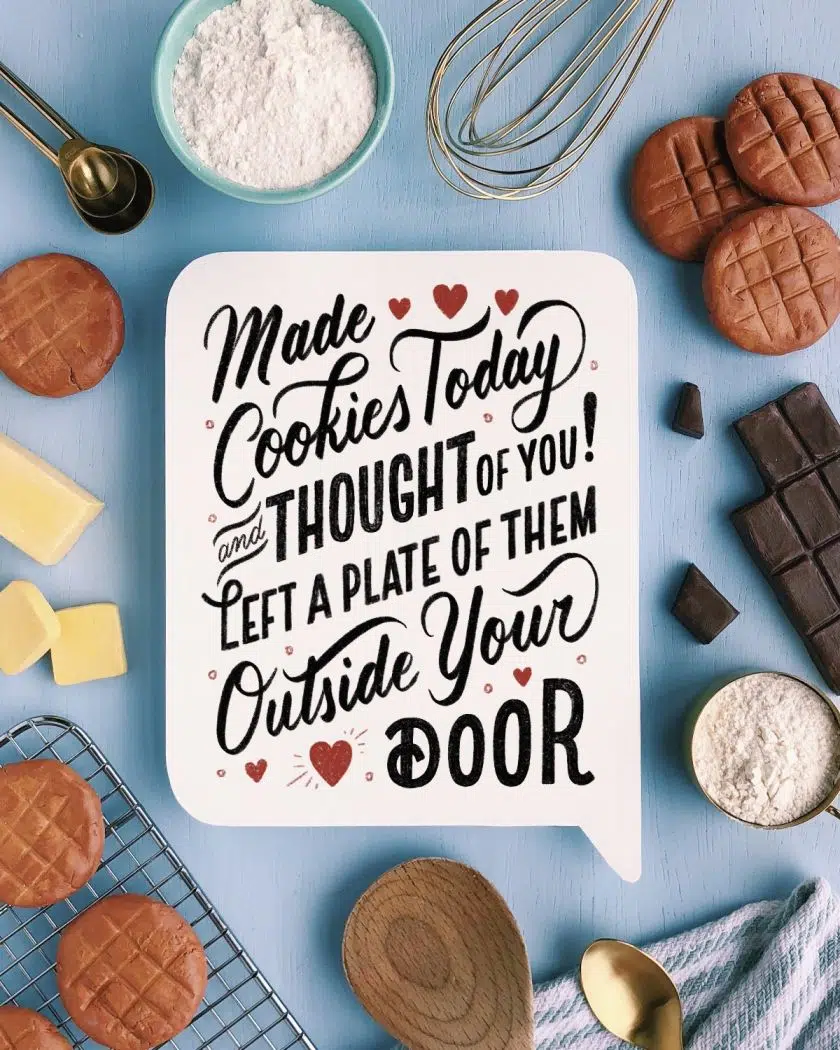 Made
Cookies Today
and THOUGHT OF YOU!
LEFT A PLATE OF THEM
Outside Your
DOOR